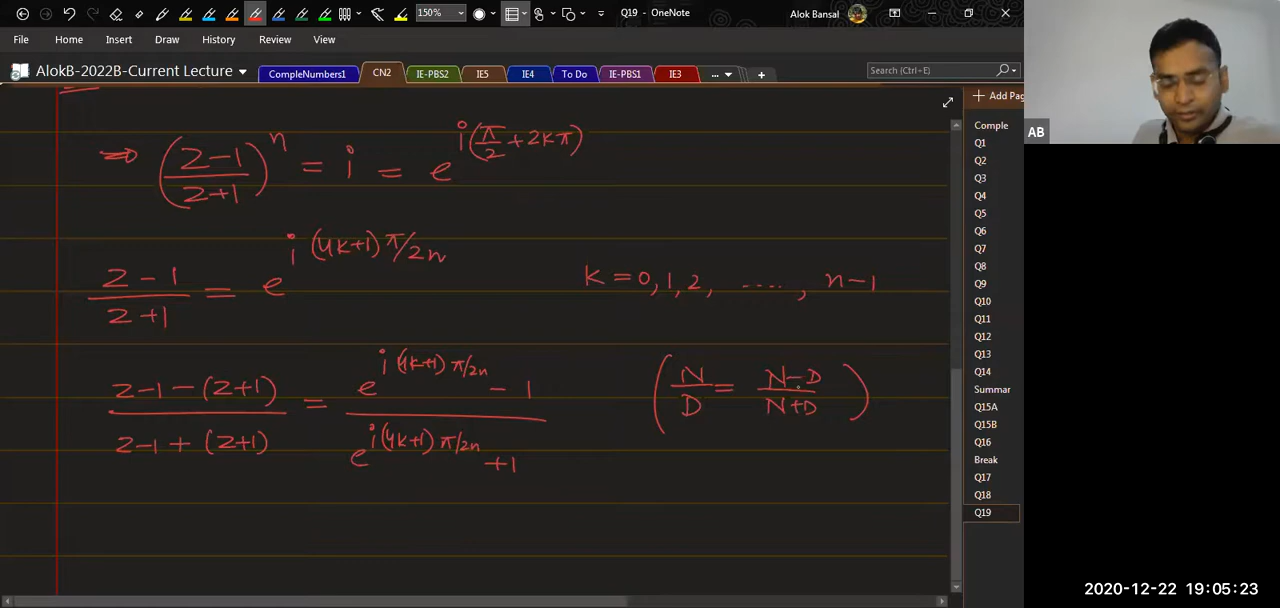 150%
Q19 - OneNote
Alok Bansal
File Home Insert Draw History Review View
AlokB-2022B-Current Lecture
CompleNumbers1 CN2 IE-PBS2 IE5 IE4 To Do IE-PBS1 IE3 ... +
Search (Ctrl+E)
⇒ ((z-1)/(z+1))^n = i = e^{i(π/2 + 2kπ)}
(z-1)/(z+1) = e^{i(4k+1)π/2n} k = 0, 1, 2, ....., n-1
(z-1-(z+1))/(z-1+(z+1)) = (e^{i(4k+1)π/2n} - 1)/(e^{i(4k+1)π/2n} + 1) (N/D = (N-D)/(N+D))
+ Add Pag
Comple
Q1
Q2
Q3
Q4
Q5
Q6
Q7
Q8
Q9
Q10
Q11
Q12
Q13
Q14
Summar
Q15A
Q15B
Q16
Break
Q17
Q18
Q19
AB
2020-12-22 19:05:23